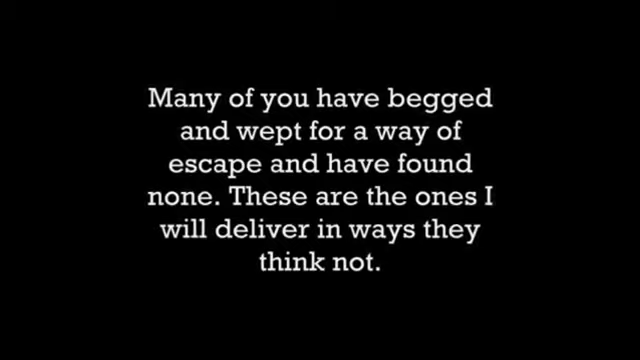 Many of you have begged
and wept for a way of
escape and have found
none. These are the ones I
will deliver in ways they
think not.